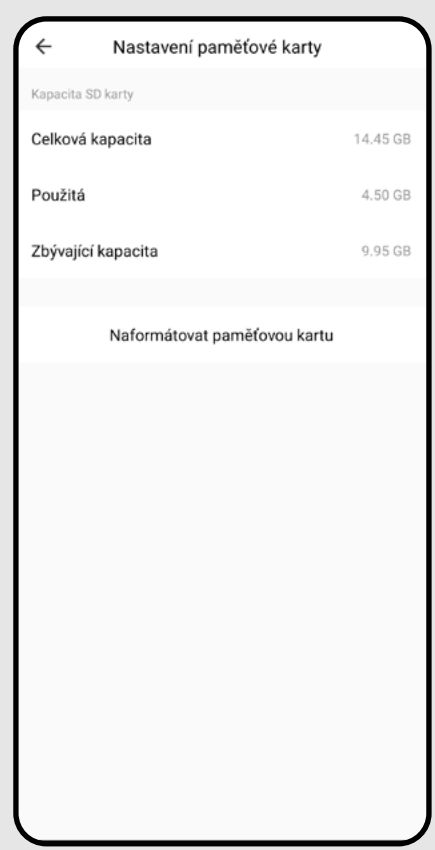 Nastavení paměťové karty
Kapacita SD karty
Celková kapacita 14.45 GB
Použitá 4.50 GB
Zbývající kapacita 9.95 GB
Naformátovat paměťovou kartu